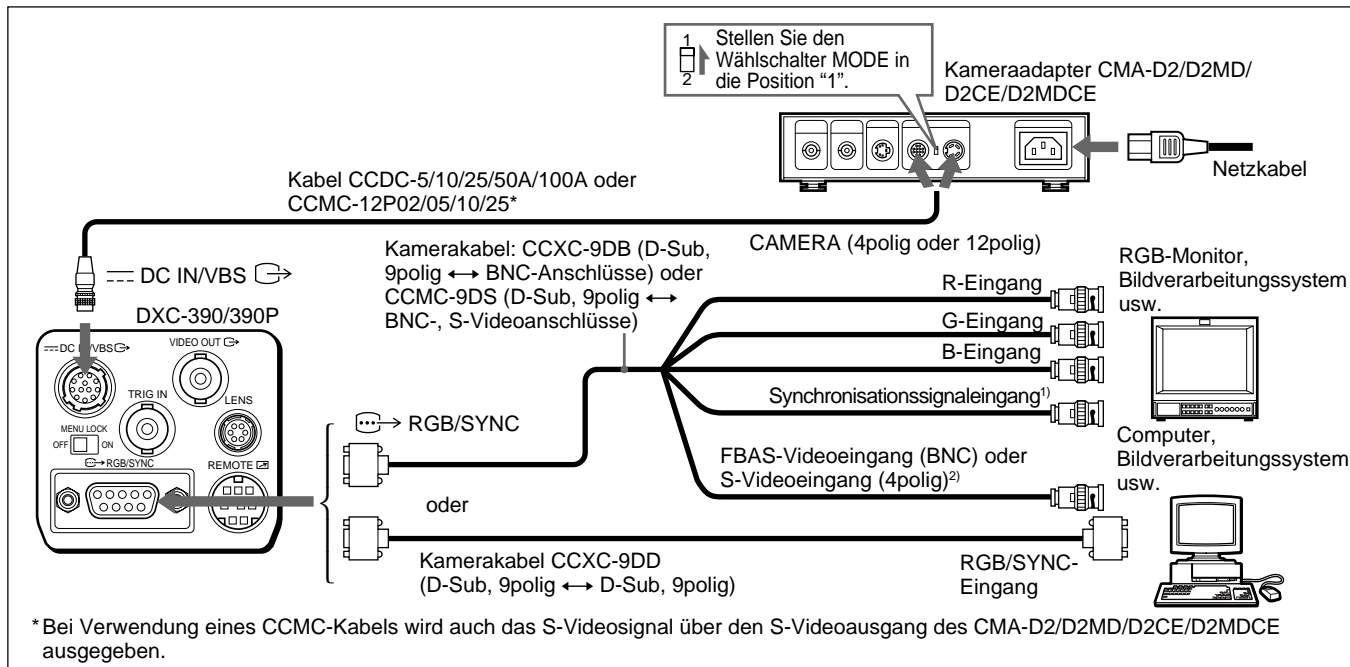 1
2
Stellen Sie den
Wählschalter MODE in
die Position “1”.
Kameraadapter CMA-D2/D2MD/
D2CE/D2MDCE
Netzkabel
Kabel CCDC-5/10/25/50A/100A oder
CCMC-12P02/05/10/25*
CAMERA (4polig oder 12polig)
Kamerakabel: CCXC-9DB (D-Sub,
9polig ↔ BNC-Anschlüsse) oder
CCMC-9DS (D-Sub, 9polig ↔
BNC-, S-Videoanschlüsse)
DC IN/VBS
DXC-390/390P
DC IN/VBS
VIDEO OUT
TRIG IN
LENS
MENU LOCK
OFF ON
RGB/SYNC
REMOTE
RGB/SYNC
oder
R-Eingang
G-Eingang
B-Eingang
Synchronisationssignaleingang1)
FBAS-Videoeingang (BNC) oder
S-Videoeingang (4polig)2)
RGB-Monitor,
Bildverarbeitungssystem
usw.
Computer,
Bildverarbeitungssystem
usw.
Kamerakabel CCXC-9DD
(D-Sub, 9polig ↔ D-Sub, 9polig)
RGB/SYNC-
Eingang
*Bei Verwendung eines CCMC-Kabels wird auch das S-Videosignal über den S-Videoausgang des CMA-D2/D2MD/D2CE/D2MDCE
ausgegeben.